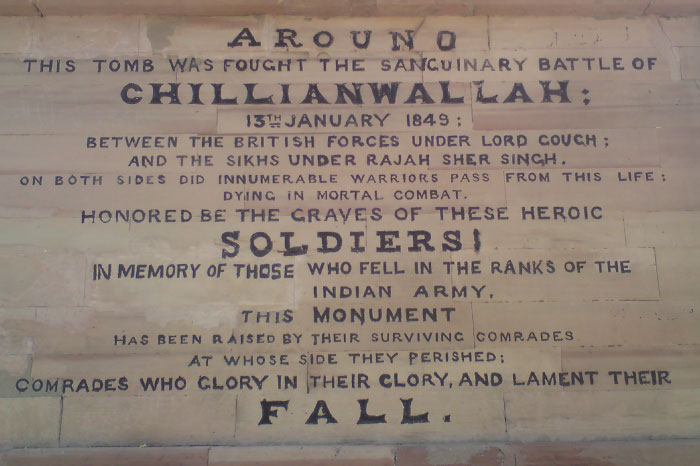 AROUND
THIS TOMB WAS FOUGHT THE SANGUINARY BATTLE OF
CHILLIANWALLAH;
13TH JANUARY 1849;
BETWEEN THE BRITISH FORCES UNDER LORD GOUGH;
AND THE SIKHS UNDER RAJAH SHER SINGH.
ON BOTH SIDES DID INNUMERABLE WARRIORS PASS FROM THIS LIFE;
DYING IN MORTAL COMBAT.
HONORED BE THE GRAVES OF THESE HEROIC
SOLDIERS!
IN MEMORY OF THOSE WHO FELL IN THE RANKS OF THE
INDIAN ARMY,
THIS MONUMENT
HAS BEEN RAISED BY THEIR SURVIVING COMRADES
AT WHOSE SIDE THEY PERISHED;
COMRADES WHO GLORY IN THEIR GLORY, AND LAMENT THEIR
FALL.